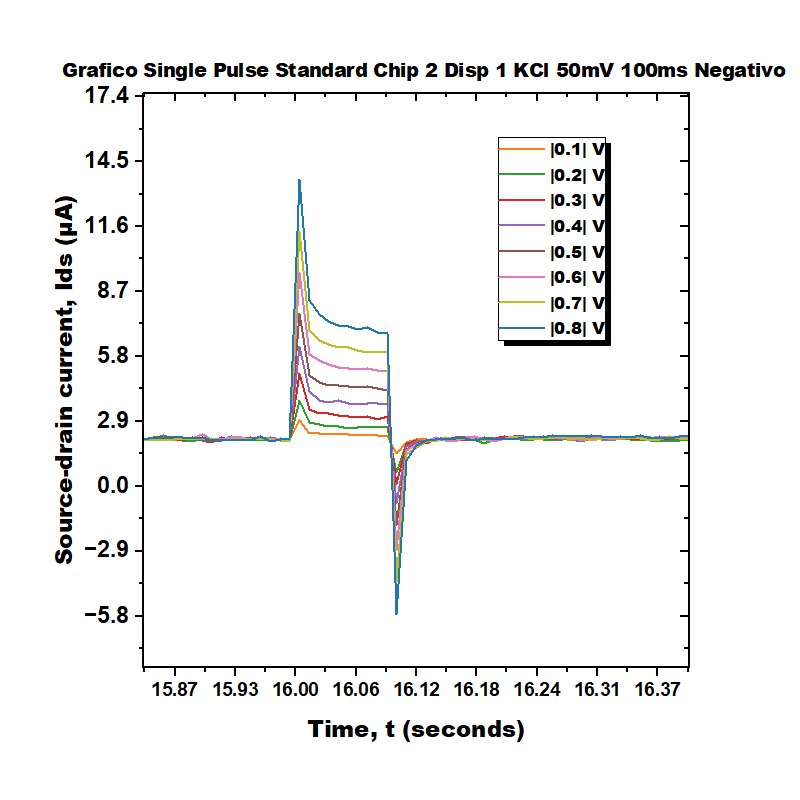 Grafico Single Pulse Standard Chip 2 Disp 1 KCl 50mV 100ms Negativo
17.4
14.5
11.6
8.7
5.8
2.9
0.0
−2.9
−5.8
Source-drain current, Ids (μA)
|0.1| V
|0.2| V
|0.3| V
|0.4| V
|0.5| V
|0.6| V
|0.7| V
|0.8| V
15.87 15.93 16.00 16.06 16.12 16.18 16.24 16.31 16.37
Time, t (seconds)